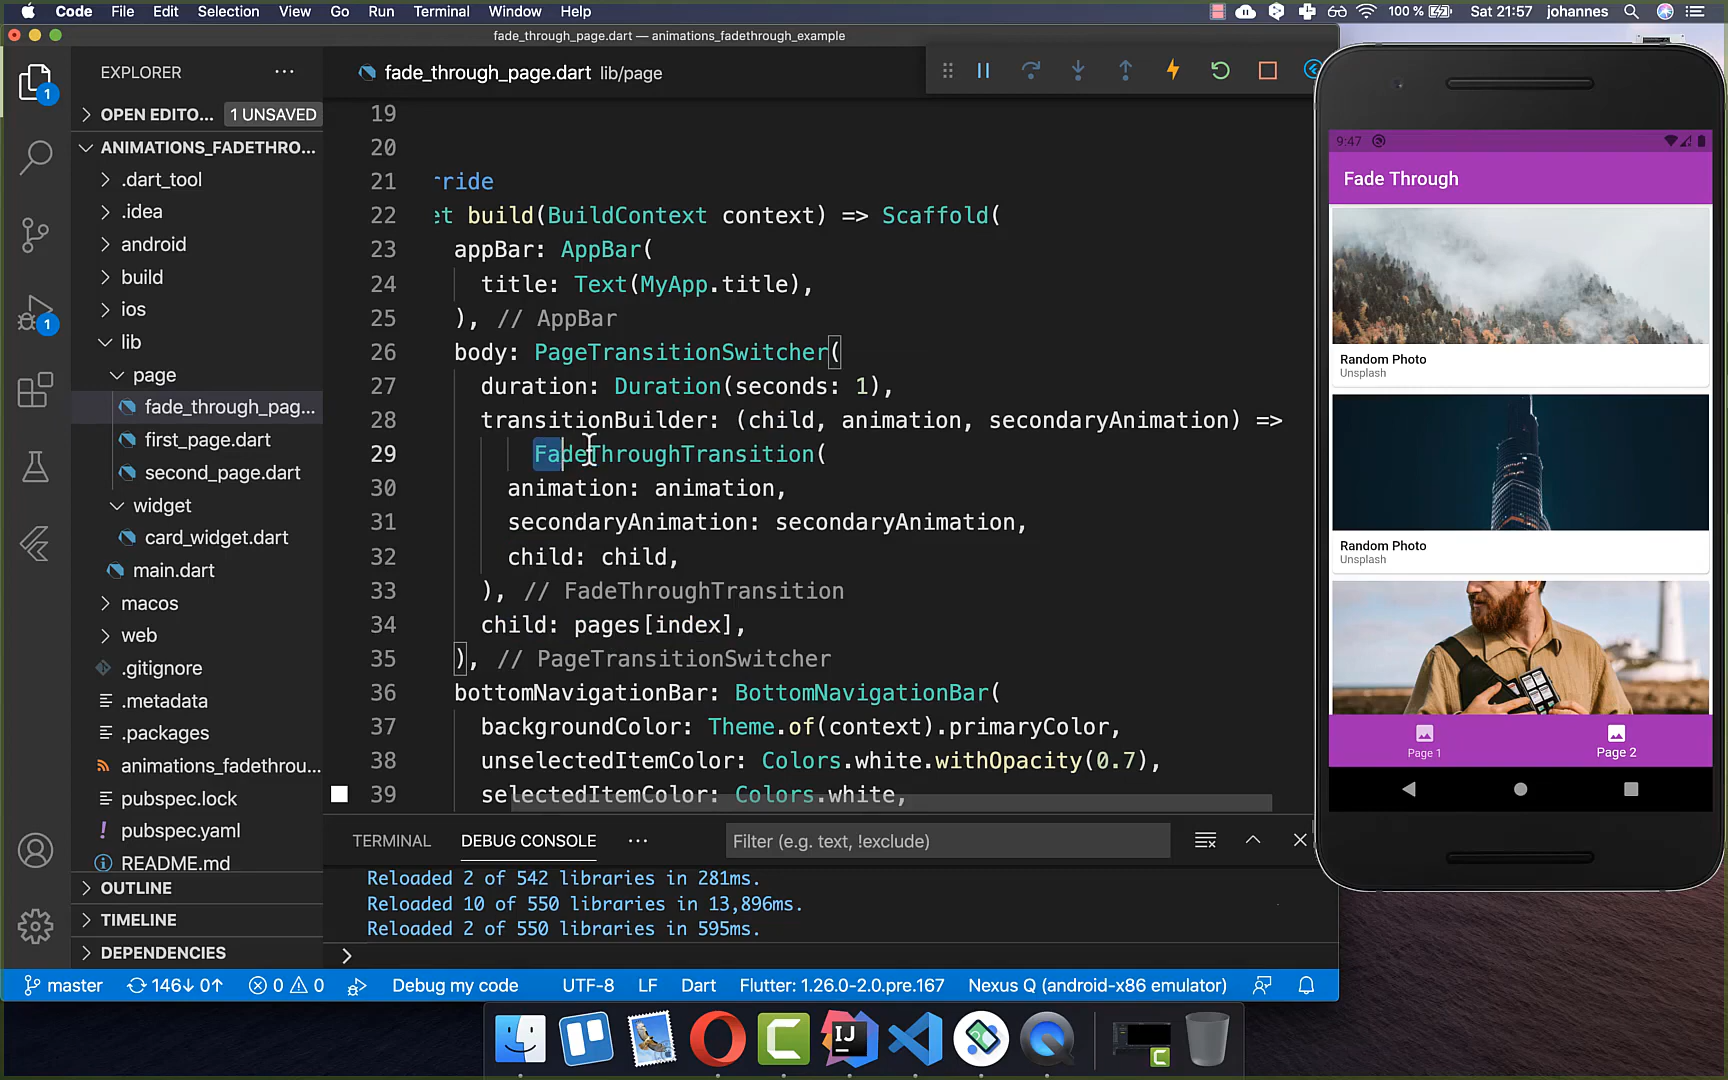 Code File Edit Selection View Go Run Terminal Window Help 100 % Sat 21:57 johannes
fade_through_page.dart — animations_fadethrough_example
EXPLORER
fade_through_page.dart lib/page
OPEN EDITO... 1 UNSAVED
ANIMATIONS_FADETHRO...
.dart_tool
.idea
android
build
ios
lib
page
fade_through_pag...
first_page.dart
second_page.dart
widget
card_widget.dart
main.dart
macos
web
.gitignore
.metadata
.packages
animations_fadethrou...
pubspec.lock
pubspec.yaml
README.md
OUTLINE
TIMELINE
DEPENDENCIES
1
1
19
20
21 rride
22 et build(BuildContext context) => Scaffold(
23 appBar: AppBar(
24 title: Text(MyApp.title),
25 ), // AppBar
26 body: PageTransitionSwitcher(
27 duration: Duration(seconds: 1),
28 transitionBuilder: (child, animation, secondaryAnimation) =>
29 FadeThroughTransition(
30 animation: animation,
31 secondaryAnimation: secondaryAnimation,
32 child: child,
33 ), // FadeThroughTransition
34 child: pages[index],
35 ), // PageTransitionSwitcher
36 bottomNavigationBar: BottomNavigationBar(
37 backgroundColor: Theme.of(context).primaryColor,
38 unselectedItemColor: Colors.white.withOpacity(0.7),
39 selectedItemColor: Colors.white,
TERMINAL DEBUG CONSOLE Filter (e.g. text, !exclude)
Reloaded 2 of 542 libraries in 281ms.
Reloaded 10 of 550 libraries in 13,896ms.
Reloaded 2 of 550 libraries in 595ms.
master 146↓ 0↑ 0 0 Debug my code UTF-8 LF Dart Flutter: 1.26.0-2.0.pre.167 Nexus Q (android-x86 emulator)
9:47
Fade Through
Random Photo
Unsplash
Random Photo
Unsplash
Page 1 Page 2
IJ